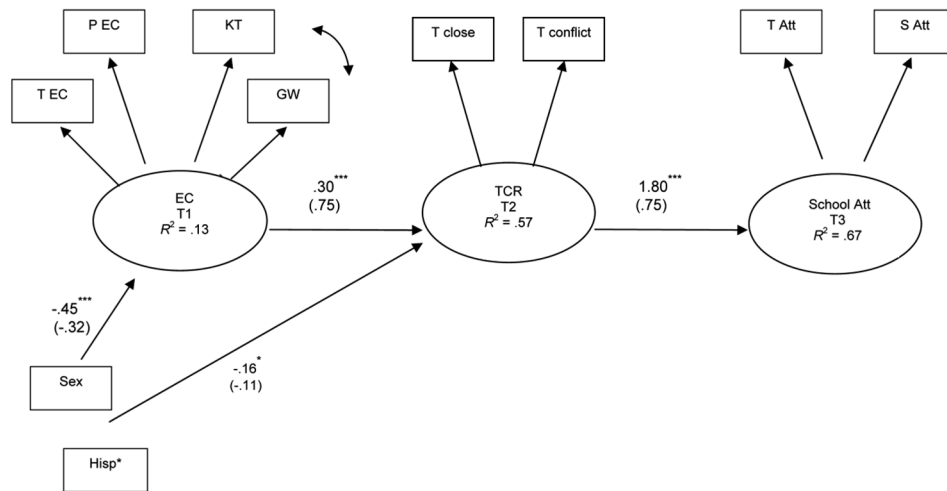 P EC
KT
T close
T conflict
T Att
S Att
T EC
GW
EC
T1
R² = .13
.30***
(.75)
TCR
T2
R² = .57
1.80***
(.75)
School Att
T3
R² = .67
-.45***
(-.32)
Sex
-.16*
(-.11)
Hisp*